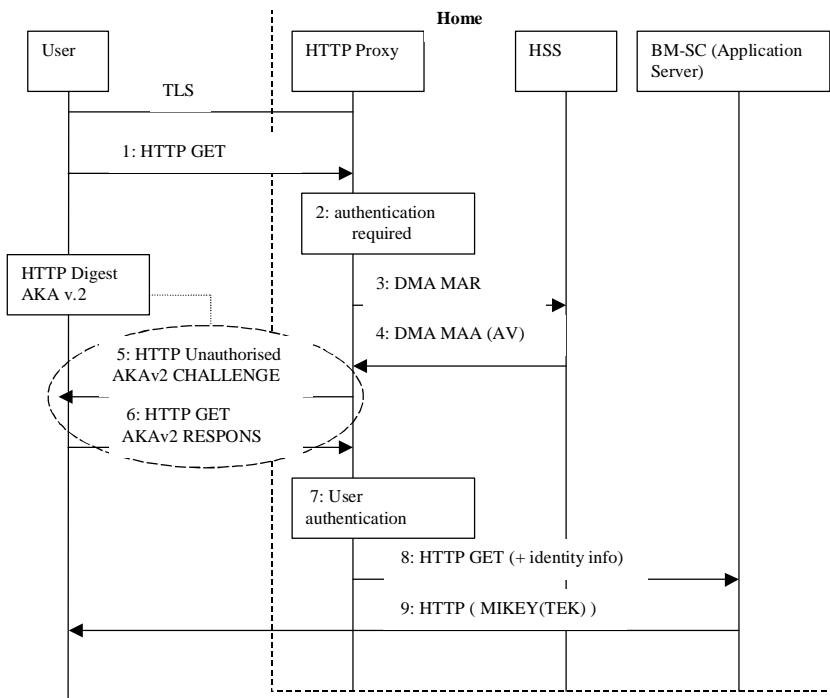 Home
User
HTTP Proxy
HSS
BM-SC (Application
Server)
TLS
1: HTTP GET
2: authentication
required
HTTP Digest
AKA v.2
3: DMA MAR
4: DMA MAA (AV)
5: HTTP Unauthorised
AKAv2 CHALLENGE
6: HTTP GET
AKAv2 RESPONS
7: User
authentication
8: HTTP GET (+ identity info)
9: HTTP ( MIKEY(TEK) )